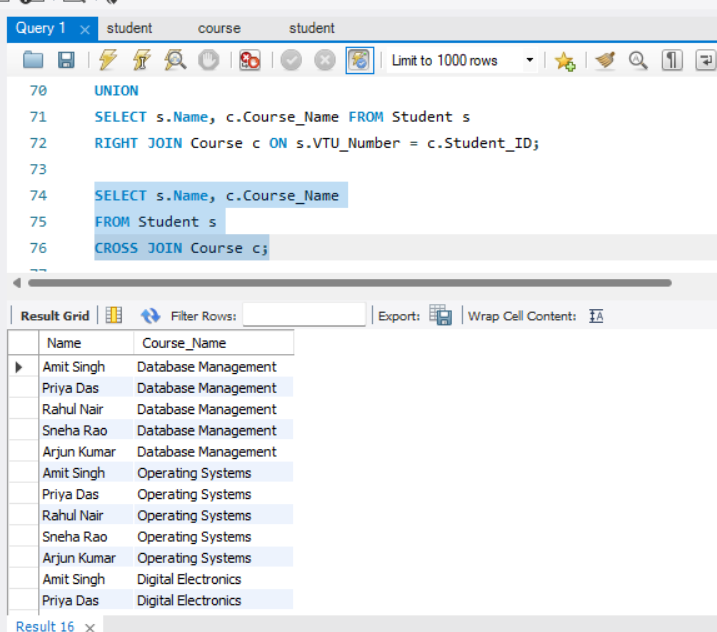 Query 1 × student course student
Limit to 1000 rows
70 UNION
71 SELECT s.Name, c.Course_Name FROM Student s
72 RIGHT JOIN Course c ON s.VTU_Number = c.Student_ID;
73
74 SELECT s.Name, c.Course_Name
75 FROM Student s
76 CROSS JOIN Course c;
77
Result Grid Filter Rows: Export: Wrap Cell Content: IA
Name Course_Name
Amit Singh Database Management
Priya Das Database Management
Rahul Nair Database Management
Sneha Rao Database Management
Arjun Kumar Database Management
Amit Singh Operating Systems
Priya Das Operating Systems
Rahul Nair Operating Systems
Sneha Rao Operating Systems
Arjun Kumar Operating Systems
Amit Singh Digital Electronics
Priya Das Digital Electronics
Result 16 ×